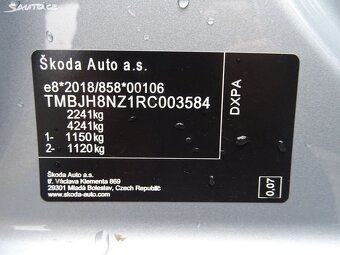 SAUTO.CZ
Škoda Auto a.s.
e8*2018/858*00106
TMBJH8NZ1RC003584
2241kg
4241kg
1- 1150kg
2- 1120kg
DXPA
Škoda Auto a.s.
tř. Václava Klementa 869
29301 Mladá Boleslav, Czech Republic
www.skoda-auto.com
0.07